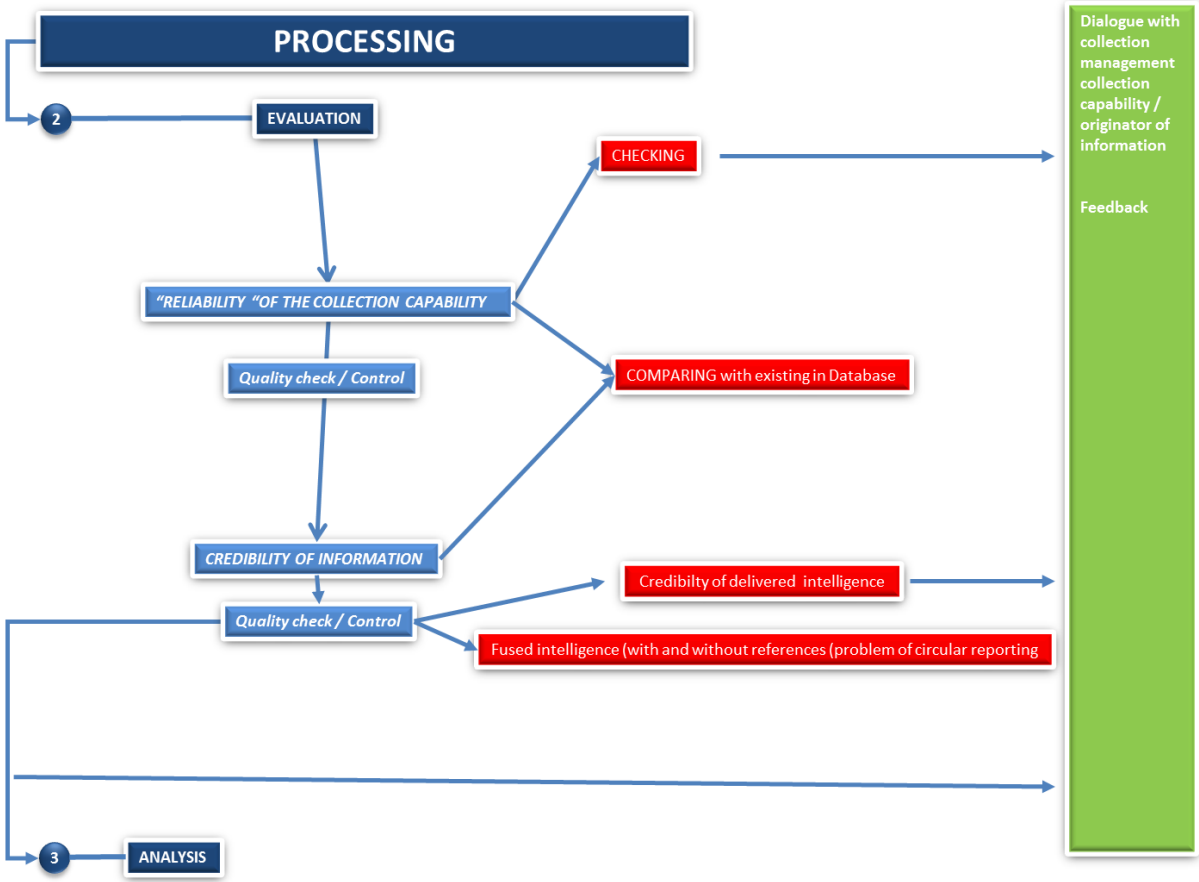 PROCESSING
2
EVALUATION
CHECKING
"RELIABILITY "OF THE COLLECTION CAPABILITY
Quality check / Control
COMPARING with existing in Database
CREDIBILITY OF INFORMATION
Credibilty of delivered intelligence
Quality check / Control
Fused intelligence (with and without references (problem of circular reporting
3
ANALYSIS
Dialogue with
collection
management
collection
capability /
originator of
information
Feedback